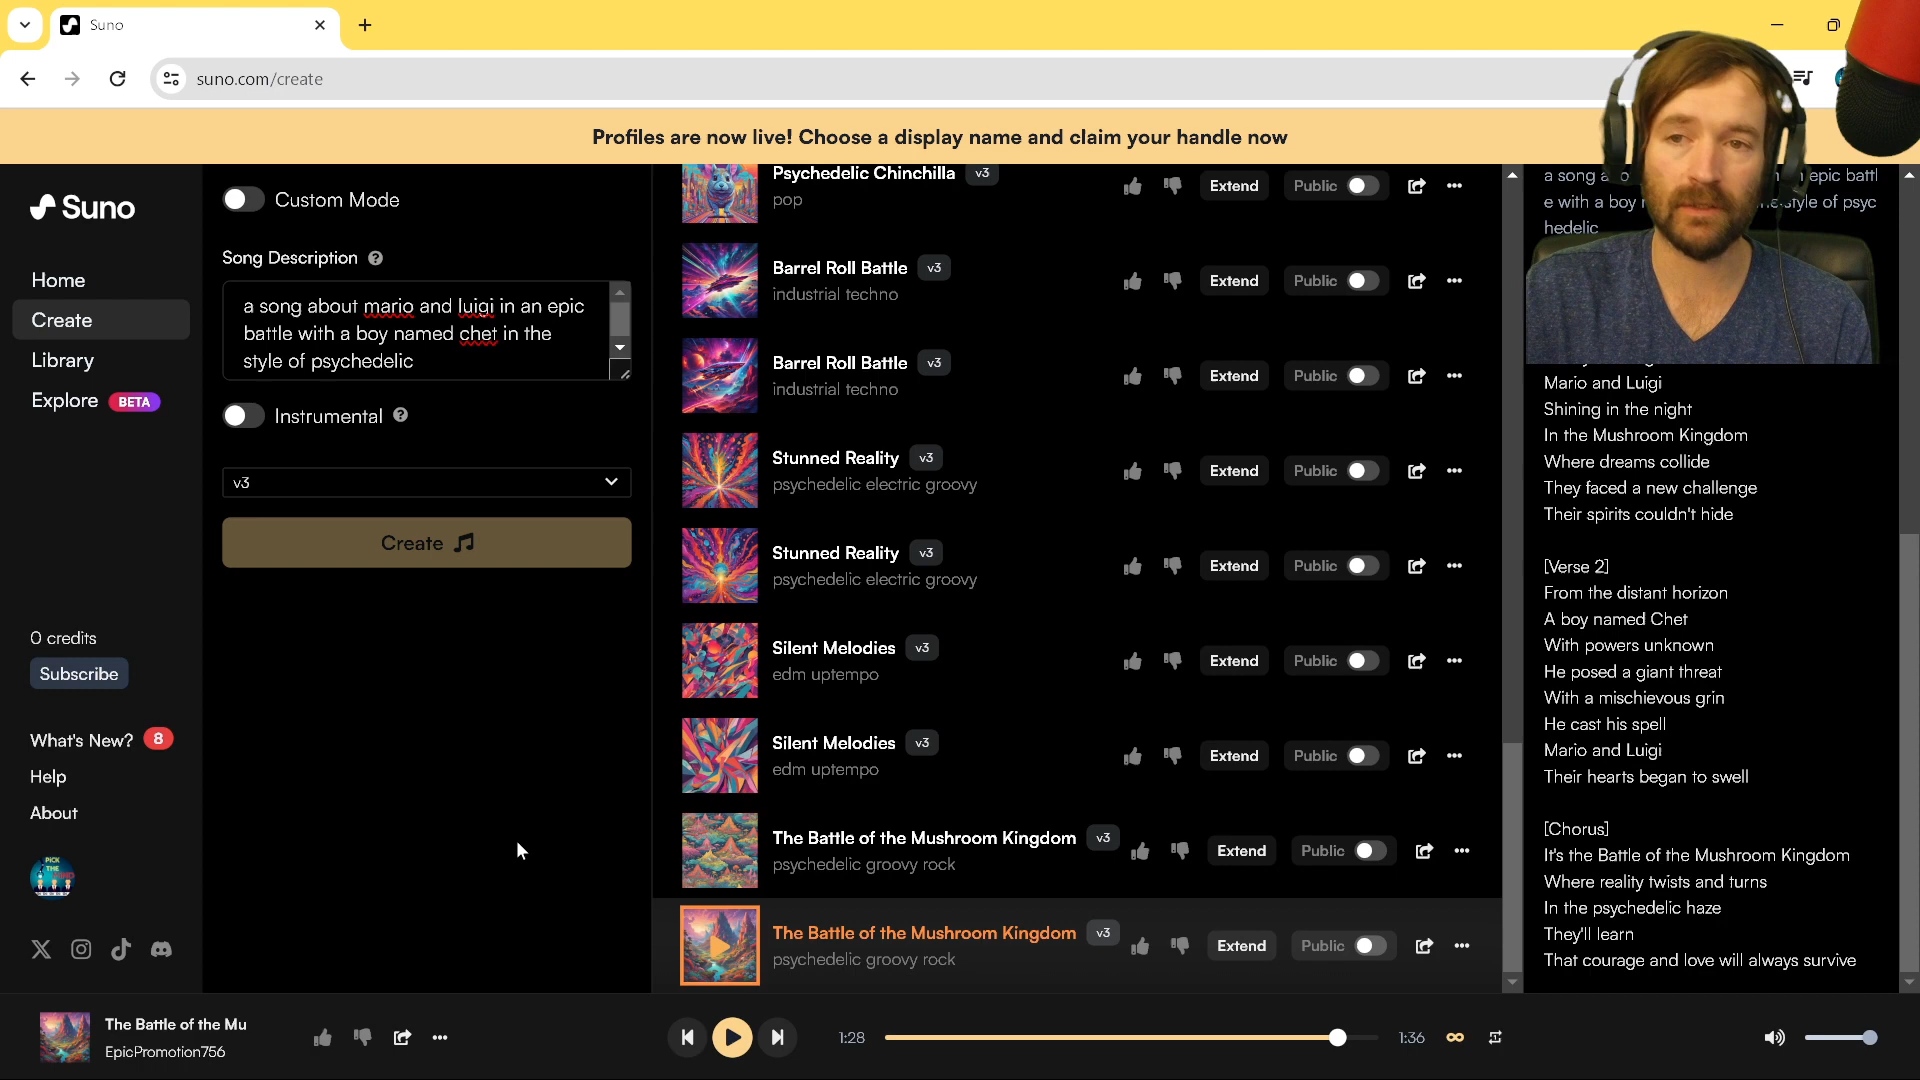 Suno
suno.com/create
Profiles are now live! Choose a display name and claim your handle now
Suno
Home
Create
Library
Explore BETA
0 credits
Subscribe
What's New? 8
Help
About
Custom Mode
Song Description
a song about mario and luigi in an epic
battle with a boy named chet in the
style of psychedelic
Instrumental
v3
Create
Psychedelic Chinchilla v3
pop
Extend Public
Barrel Roll Battle v3
industrial techno
Extend Public
Barrel Roll Battle v3
industrial techno
Extend Public
Stunned Reality v3
psychedelic electric groovy
Extend Public
Stunned Reality v3
psychedelic electric groovy
Extend Public
Silent Melodies v3
edm uptempo
Extend Public
Silent Melodies v3
edm uptempo
Extend Public
The Battle of the Mushroom Kingdom v3
psychedelic groovy rock
Extend Public
The Battle of the Mushroom Kingdom v3
psychedelic groovy rock
Extend Public
a song epic battl
e with a boy style of psyc
hedelic
Mario and Luigi
Shining in the night
In the Mushroom Kingdom
Where dreams collide
They faced a new challenge
Their spirits couldn't hide
[Verse 2]
From the distant horizon
A boy named Chet
With powers unknown
He posed a giant threat
With a mischievous grin
He cast his spell
Mario and Luigi
Their hearts began to swell
[Chorus]
It's the Battle of the Mushroom Kingdom
Where reality twists and turns
In the psychedelic haze
They'll learn
That courage and love will always survive
The Battle of the Mu
EpicPromotion756
1:28
1:36
PICK
THE